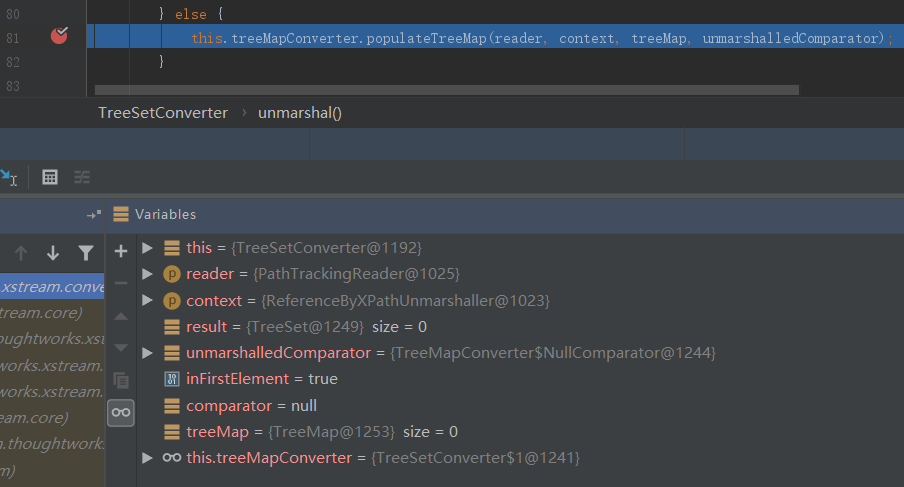 80 } else {
81 this.treeMapConverter.populateTreeMap(reader, context, treeMap, unmarshalledComparator);
82 }
83
TreeSetConverter › unmarshal()
Variables
this = {TreeSetConverter@1192}
.xstream.conve
p reader = {PathTrackingReader@1025}
tream.core)
p context = {ReferenceByXPathUnmarshaller@1023}
oughtworks.xst
result = {TreeSet@1249} size = 0
works.xstream.
unmarshalledComparator = {TreeMapConverter$NullComparator@1244}
works.xstream.
inFirstElement = true
eam.core)
comparator = null
n.thoughtwork
treeMap = {TreeMap@1253} size = 0
m)
this.treeMapConverter = {TreeSetConverter$1@1241}